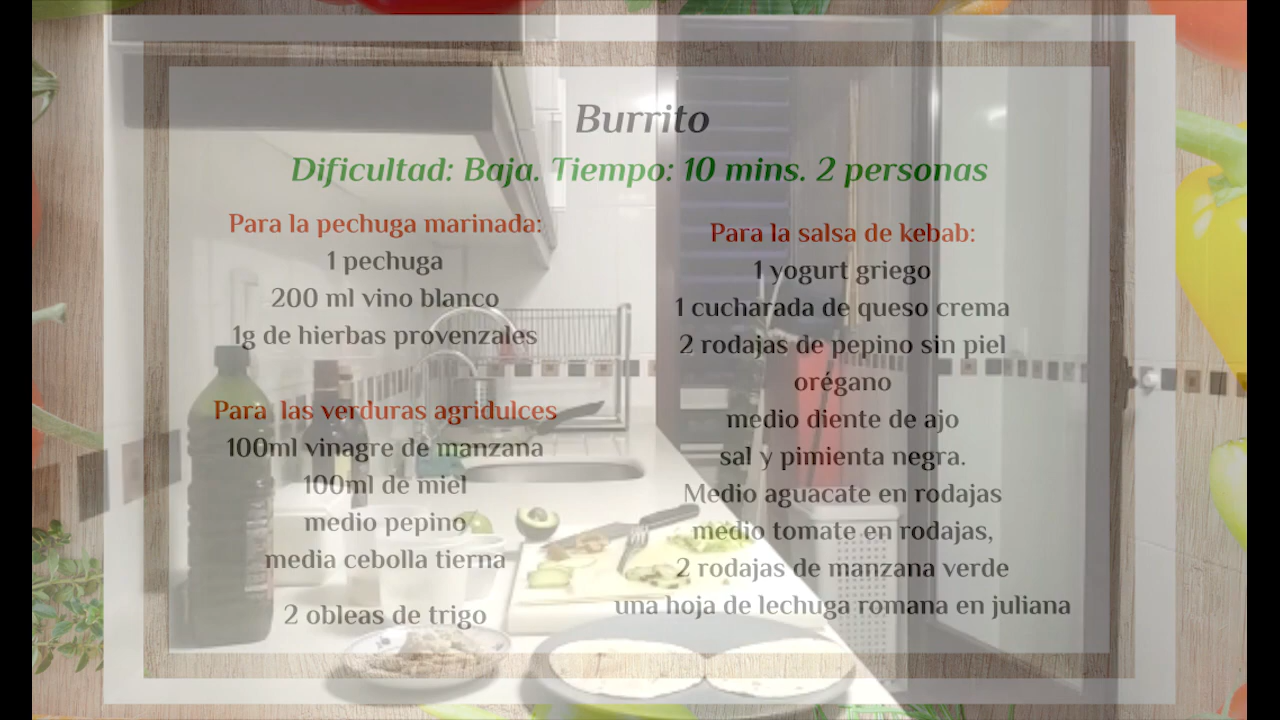 Burrito
Dificultad: Baja. Tiempo: 10 mins. 2 personas
Para la pechuga marinada:
1 pechuga
200 ml vino blanco
1g de hierbas provenzales
Para las verduras agridulces
100ml vinagre de manzana
100ml de miel
medio pepino
media cebolla tierna
2 obleas de trigo
Para la salsa de kebab:
1 yogurt griego
1 cucharada de queso crema
2 rodajas de pepino sin piel
orégano
medio diente de ajo
sal y pimienta negra.
Medio aguacate en rodajas
medio tomate en rodajas,
2 rodajas de manzana verde
una hoja de lechuga romana en juliana